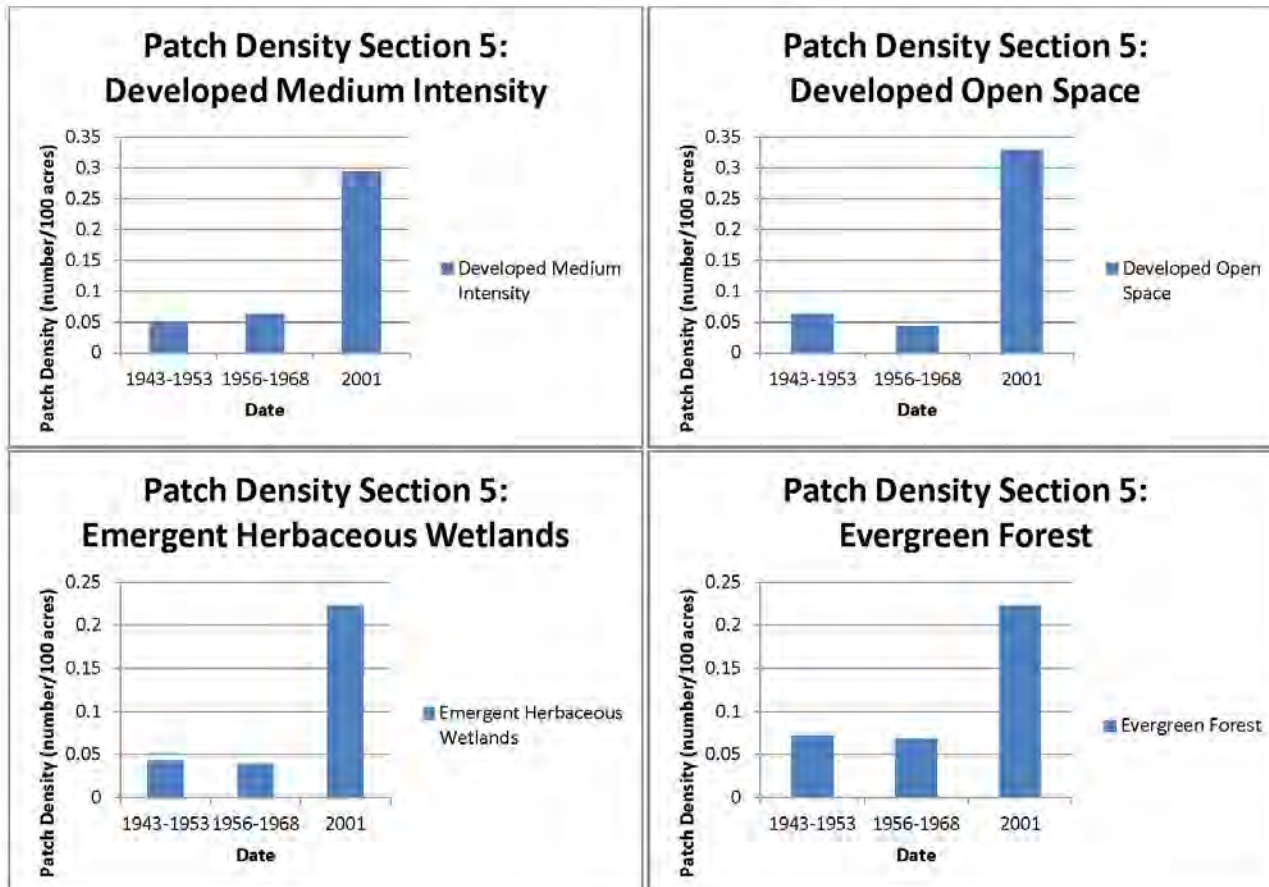 Patch Density Section 5:
Developed Medium Intensity
Patch Density (number/100 acres)
0.35
0.3
0.25
0.2
0.15
0.1
0.05
0
1943-1953
1956-1968
2001
Date
Developed Medium
Intensity
Patch Density Section 5:
Developed Open Space
Patch Density (number/100 acres)
0.35
0.3
0.25
0.2
0.15
0.1
0.05
0
1943-1953
1956-1968
2001
Date
Developed Open
Space
Patch Density Section 5:
Emergent Herbaceous Wetlands
Patch Density (number/100 acres)
0.25
0.2
0.15
0.1
0.05
0
1943-1953
1956-1968
2001
Date
Emergent Herbaceous
Wetlands
Patch Density Section 5:
Evergreen Forest
Patch Density (number/100 acres)
0.25
0.2
0.15
0.1
0.05
0
1943-1953
1956-1968
2001
Date
Evergreen Forest